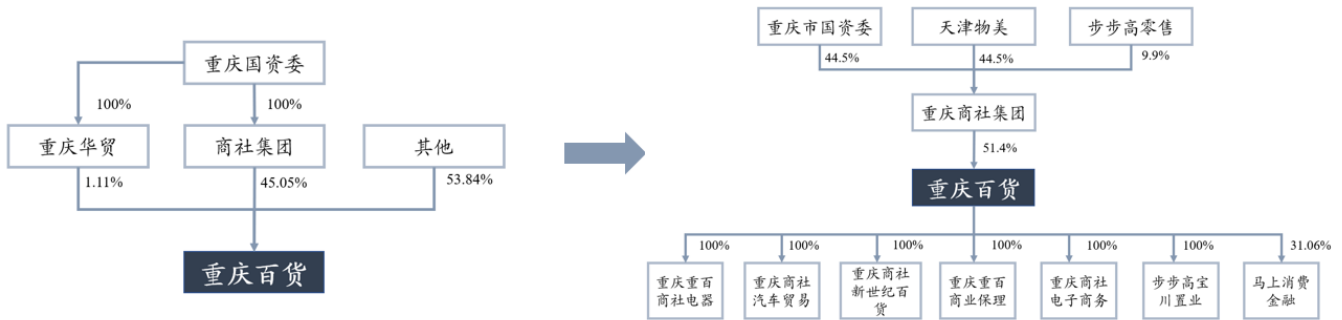 重庆国资委
100%
100%
重庆华贸
商社集团
其他
1.11%
45.05%
53.84%
重庆百货
重庆市国资委
天津物美
步步高零售
44.5%
44.5%
9.9%
重庆商社集团
51.4%
重庆百货
100%
100%
100%
100%
100%
100%
31.06%
重庆重百
商社电器
重庆商社
汽车贸易
重庆商社
新世纪百
货
重庆重百
商业保理
重庆商社
电子商务
步步高宝
川置业
马上消费
金融